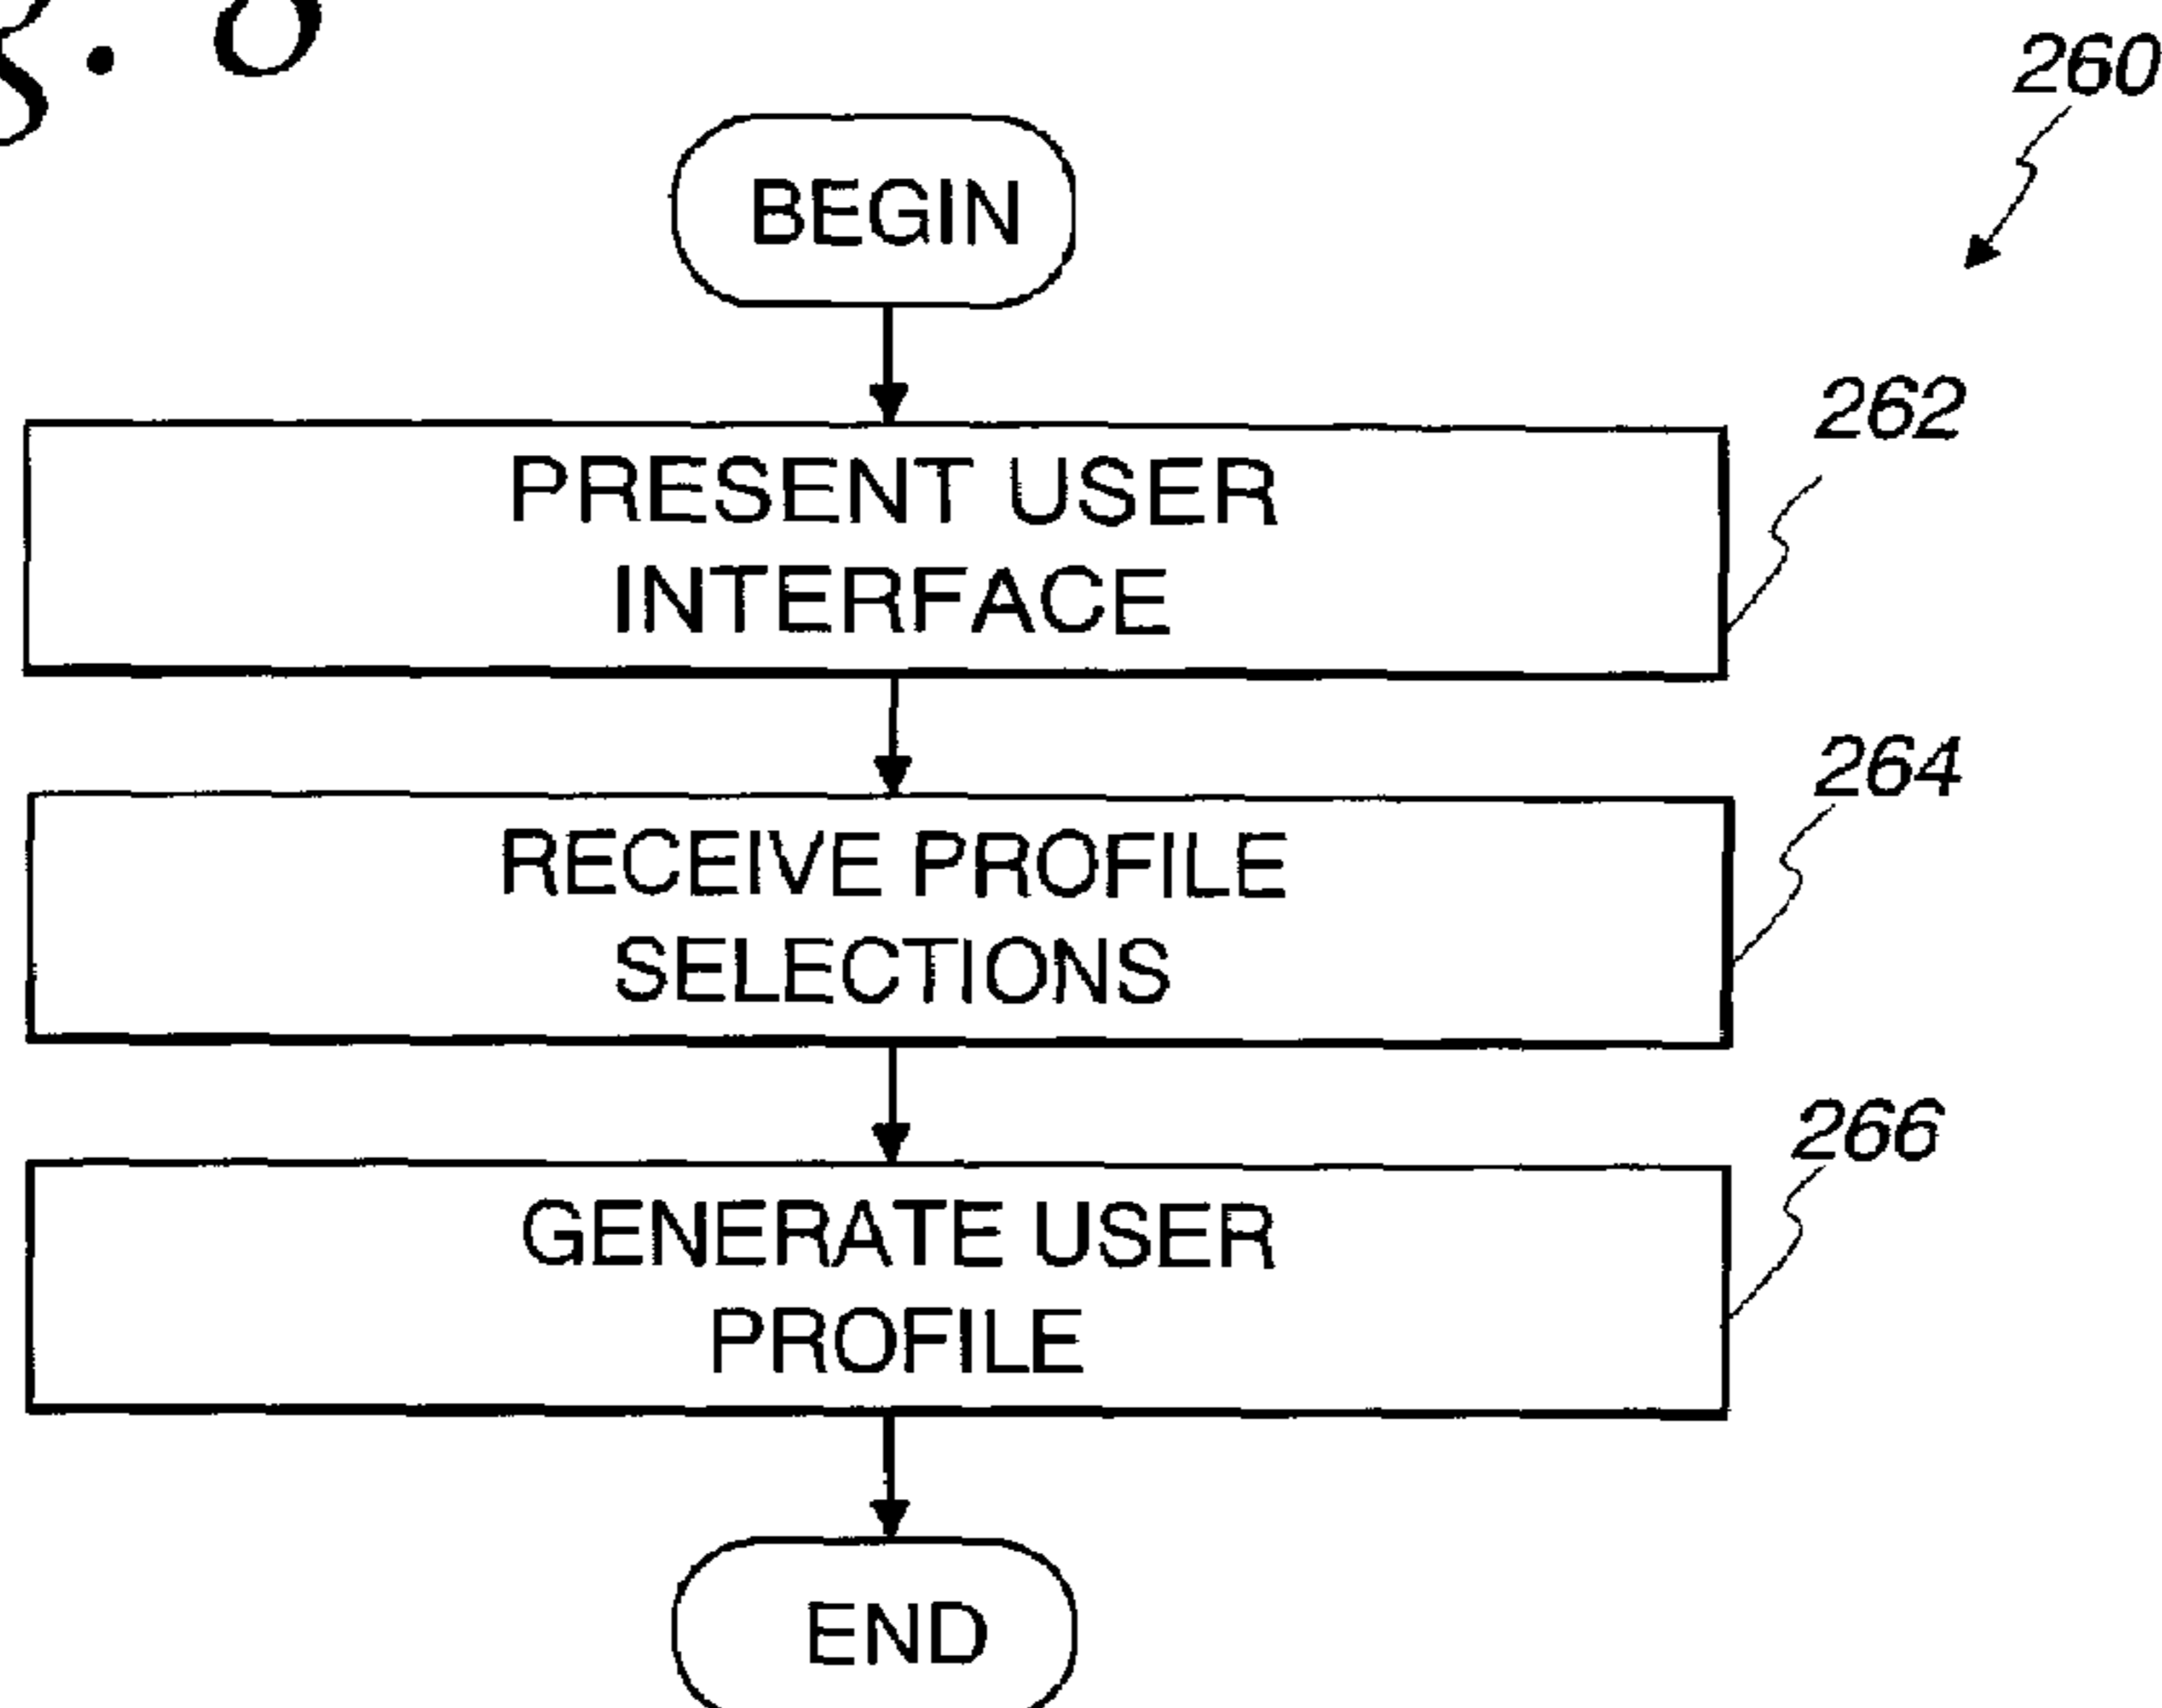 260
BEGIN
262
PRESENT USER
INTERFACE
264
RECEIVE PROFILE
SELECTIONS
266
GENERATE USER
PROFILE
END